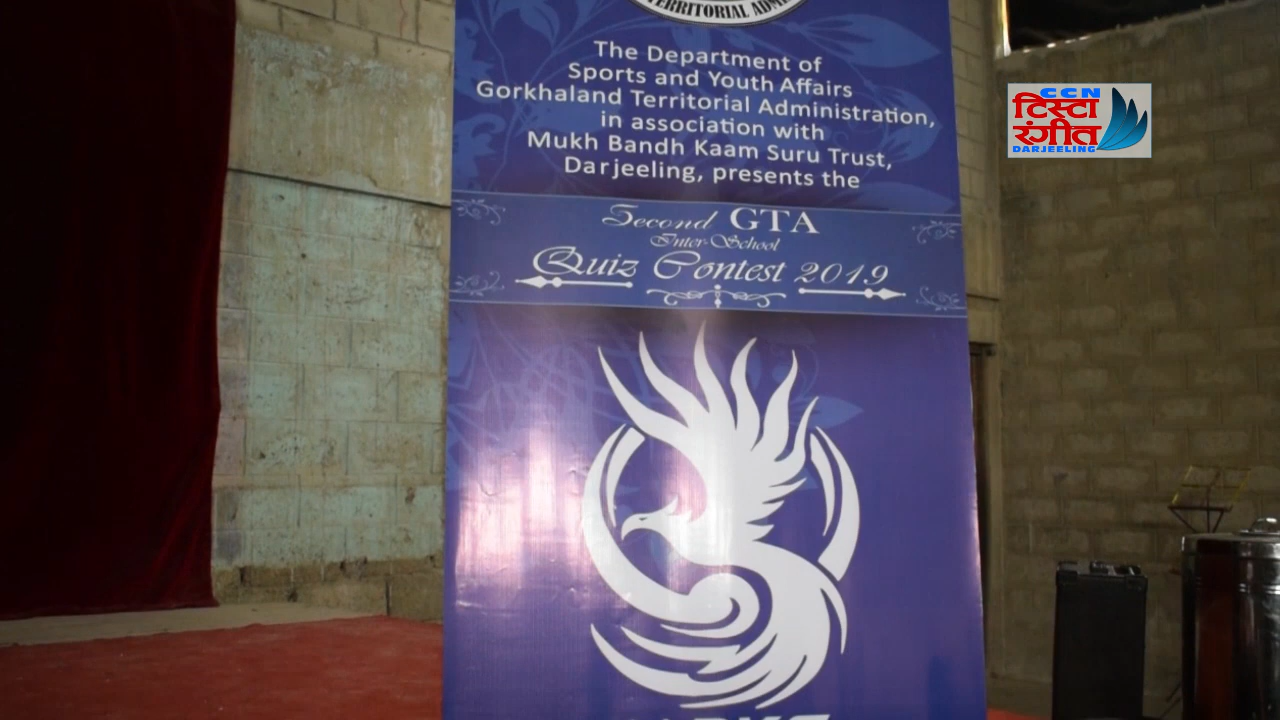 TERRITORIAL
The Department of
Sports and Youth Affairs
Gorkhaland Territorial Administration,
in association with
Mukh Bandh Kaam Suru Trust,
Darjeeling, presents the
Second GTA
Inter-School
Quiz Contest 2019
CCN
टिस्टा
रंगीत
DARJEELING